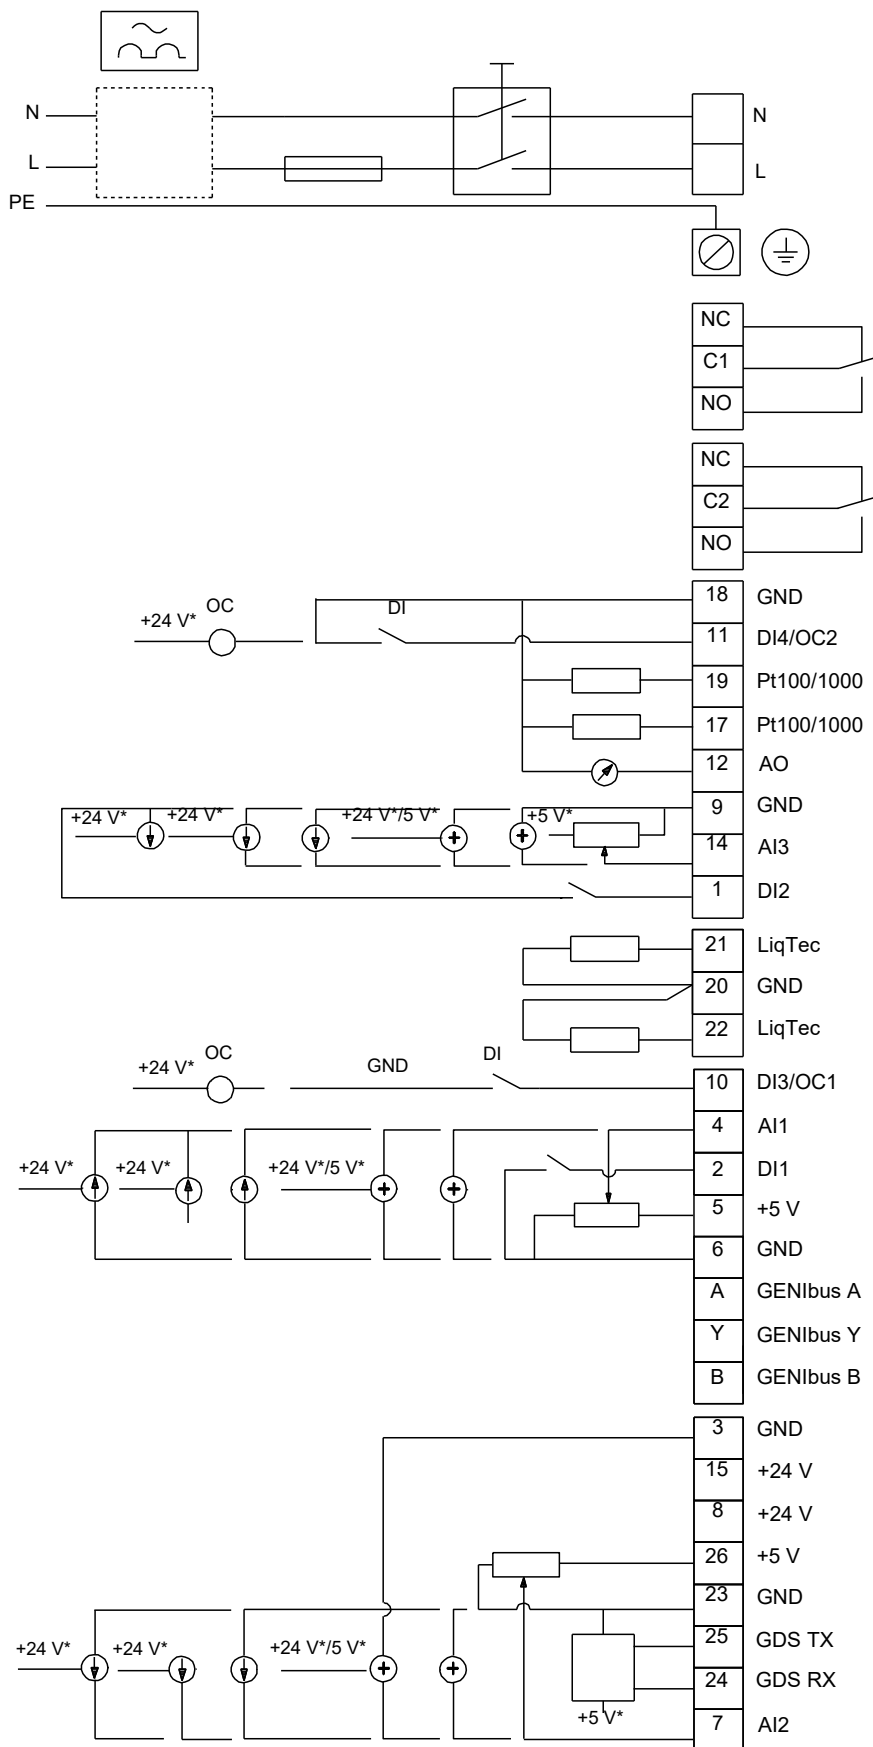 N
N
L
L
PE
NC
C1
NO
NC
C2
NO
18 GND
+24 V* OC DI
11 DI4/OC2
19 Pt100/1000
17 Pt100/1000
12 AO
+24 V* +24 V* +24 V*/5 V* +5 V*
9 GND
14 AI3
1 DI2
21 LiqTec
20 GND
22 LiqTec
+24 V* OC GND DI
10 DI3/OC1
4 AI1
+24 V* +24 V* +24 V*/5 V*
2 DI1
5 +5 V
6 GND
A GENIbus A
Y GENIbus Y
B GENIbus B
3 GND
15 +24 V
8 +24 V
26 +5 V
23 GND
25 GDS TX
+24 V* +24 V* +24 V*/5 V*
24 GDS RX
+5 V*
7 AI2